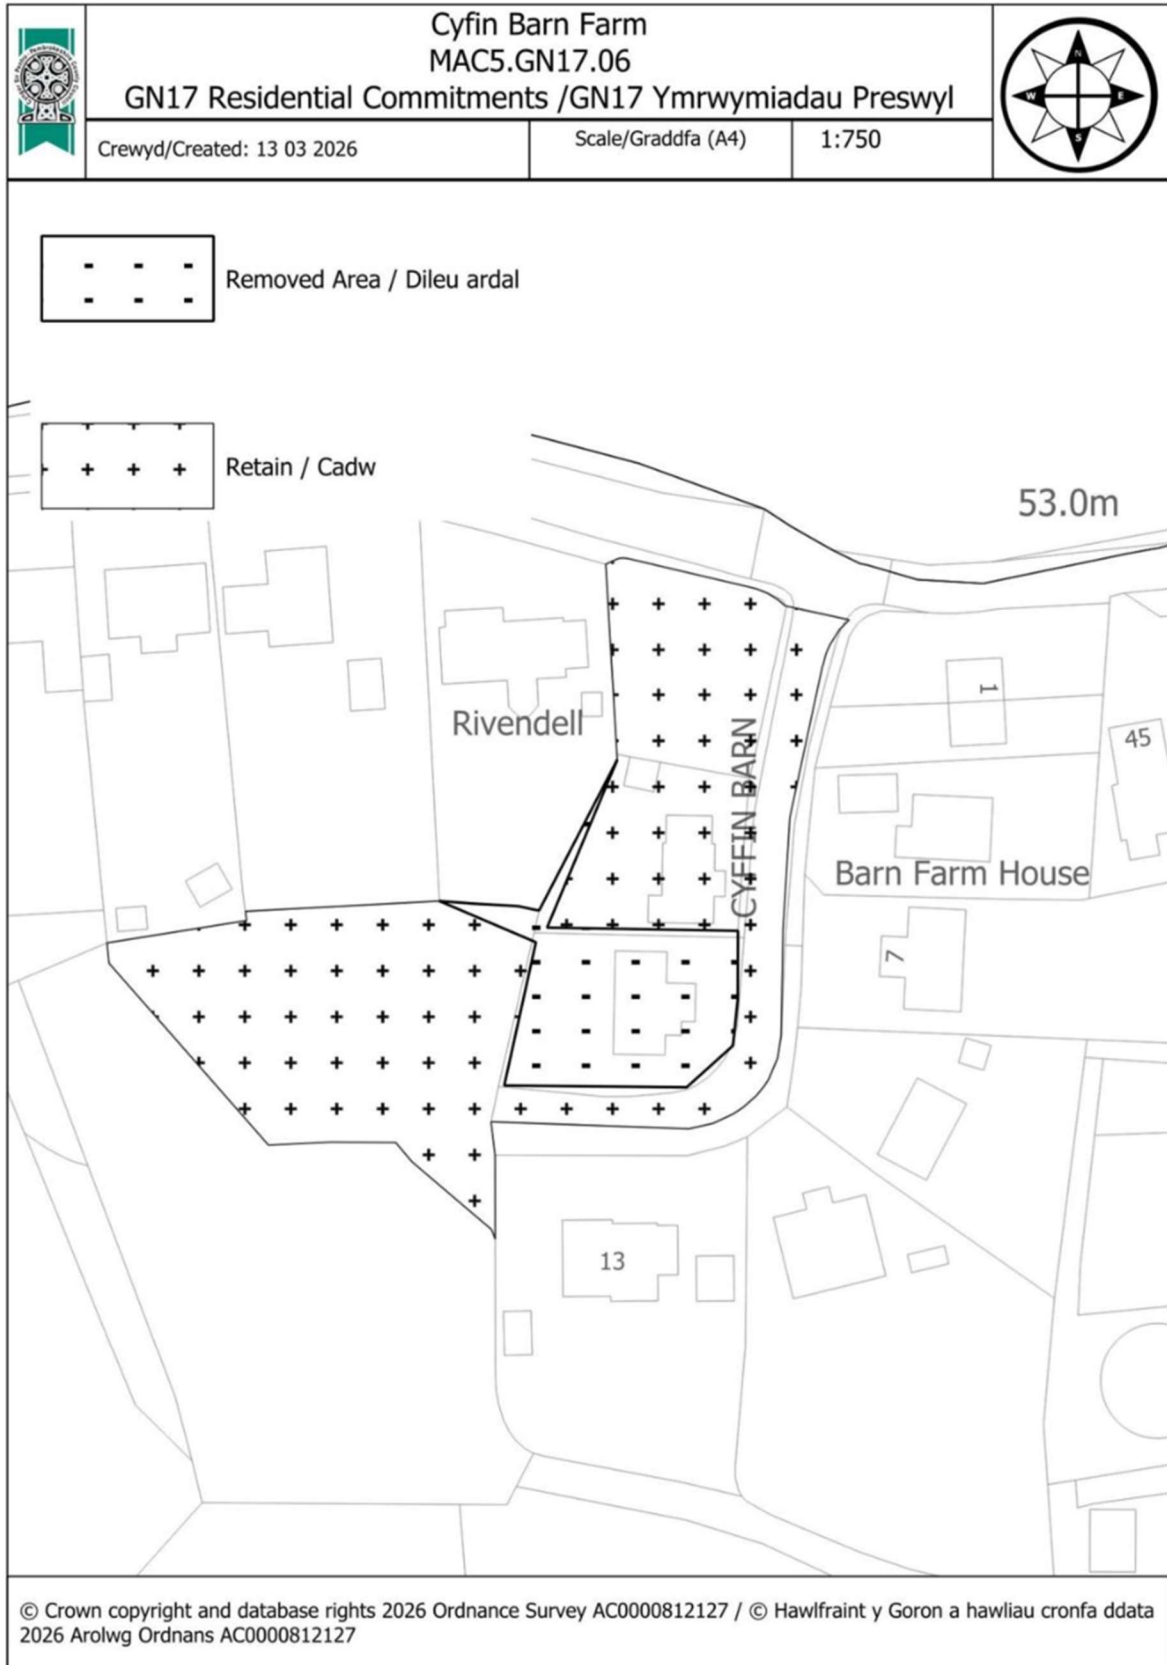 Cyfin Barn Farm
MAC5.GN17.06
GN17 Residential Commitments /GN17 Ymrwymiadau Preswyl
Crewyd/Created: 13 03 2026
Scale/Graddfa (A4)
1:750
N
W
E
S
Removed Area / Dileu ardal
Retain / Cadw
53.0m
1
Rivendell
45
CYFFIN BARN
Barn Farm House
7
13
© Crown copyright and database rights 2026 Ordnance Survey AC0000812127 / © Hawlfraint y Goron a hawliau cronfa ddata
2026 Arolwg Ordnans AC0000812127